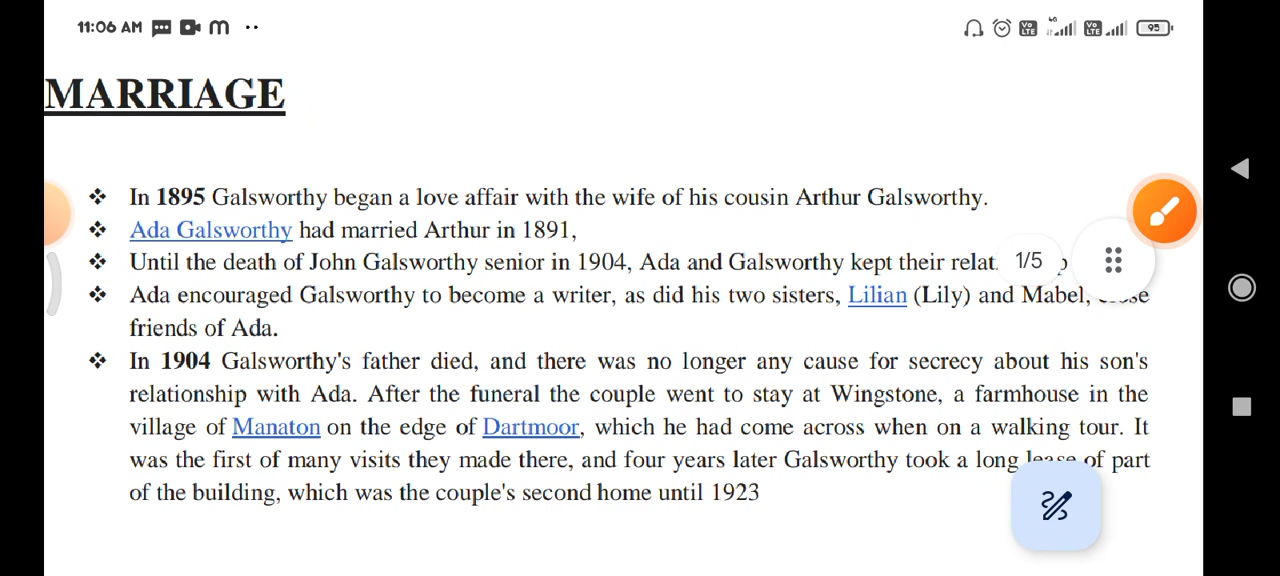 11:06 AM
4G
Vo LTE
Vo LTE
95
MARRIAGE
❖ In 1895 Galsworthy began a love affair with the wife of his cousin Arthur Galsworthy.
❖ Ada Galsworthy had married Arthur in 1891,
❖ Until the death of John Galsworthy senior in 1904, Ada and Galsworthy kept their
1/5
❖ Ada encouraged Galsworthy to become a writer, as did his two sisters, Lilian (Lily) and Mabel,
friends of Ada.
❖ In 1904 Galsworthy's father died, and there was no longer any cause for secrecy about his son's
relationship with Ada. After the funeral the couple went to stay at Wingstone, a farmhouse in the
village of Manaton on the edge of Dartmoor, which he had come across when on a walking tour. It
was the first of many visits they made there, and four years later Galsworthy took a long lease of part
of the building, which was the couple's second home until 1923